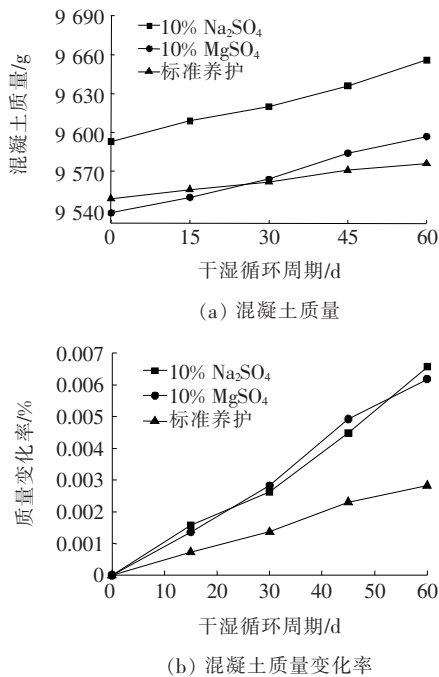 9 690
9 660
9 630
9 600
9 570
9 540
混凝土质量/g
10% Na₂SO₄
10% MgSO₄
标准养护
0 15 30 45 60
干湿循环周期/d
(a) 混凝土质量
0.007
0.006
0.005
0.004
0.003
0.002
0.001
0
质量变化率/%
10% Na₂SO₄
10% MgSO₄
标准养护
0 10 20 30 40 50 60
干湿循环周期/d
(b) 混凝土质量变化率